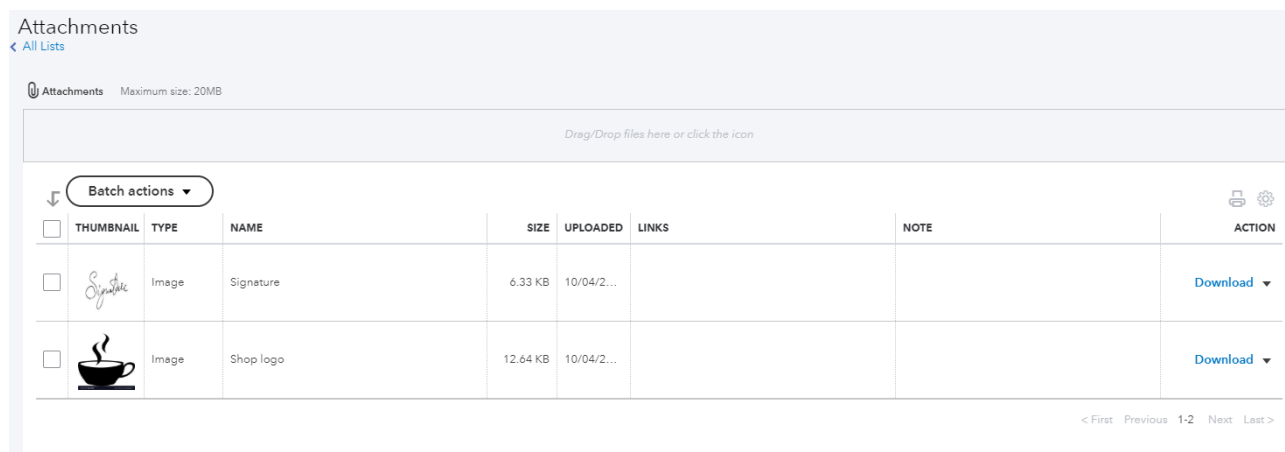 Attachments
All Lists
Attachments Maximum size: 20MB
Drag/Drop files here or click the icon
Batch actions
THUMBNAIL TYPE NAME SIZE UPLOADED LINKS NOTE ACTION
Signature Image Signature 6.33 KB 10/04/2... Download
Image Shop logo 12.64 KB 10/04/2... Download
< First Previous 1-2 Next Last >